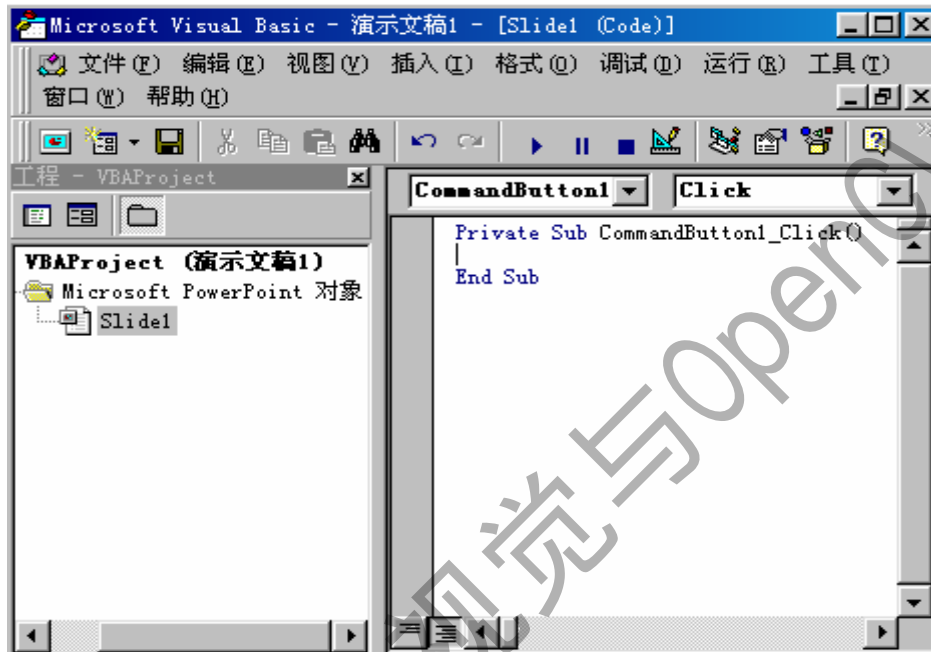 Microsoft Visual Basic - 演示文稿1 - [Slide1 (Code)]
文件(F) 编辑(E) 视图(V) 插入(I) 格式(O) 调试(D) 运行(R) 工具(T)
窗口(W) 帮助(H)
工程 - VBAProject
CommandButton1 Click
VBAProject (演示文稿1)
Microsoft PowerPoint 对象
Slide1
Private Sub CommandButton1_Click()
End Sub
视觉与OpenC